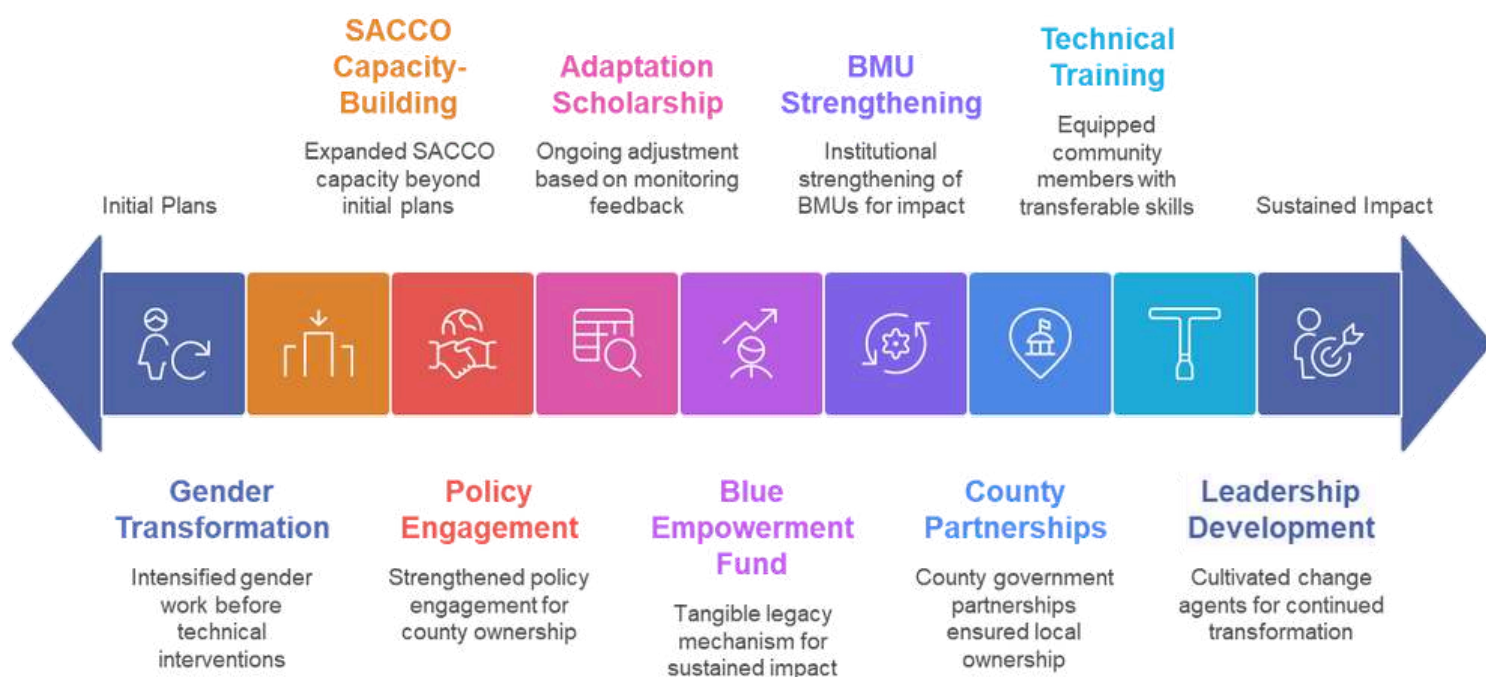 Initial Plans
SACCO
Capacity-
Building
Expanded SACCO
capacity beyond
initial plans
Adaptation
Scholarship
Ongoing adjustment
based on monitoring
feedback
BMU
Strengthening
Institutional
strengthening of
BMUs for impact
Technical
Training
Equipped
community
members with
transferable skills
Sustained Impact
Gender
Transformation
Intensified gender
work before
technical
interventions
Policy
Engagement
Strengthened policy
engagement for
county ownership
Blue
Empowerment
Fund
Tangible legacy
mechanism for
sustained impact
County
Partnerships
County government
partnerships
ensured local
ownership
Leadership
Development
Cultivated change
agents for continued
transformation